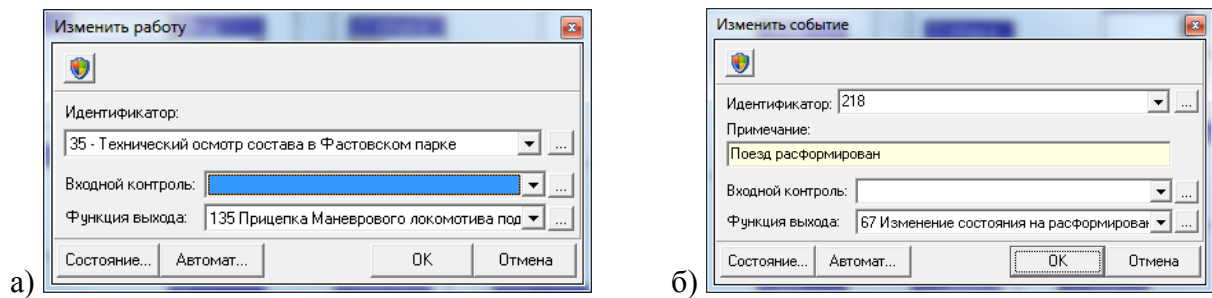 Изменить работу
Идентификатор:
35 - Технический осмотр состава в Фастовском парке
...
Входной контроль:
...
Функция выхода: 135 Прицепка Маневрового локомотива под
...
Состояние... Автомат... OK Отмена
а)
Изменить событие
Идентификатор: 218
...
Примечание:
Поезд расформирован
Входной контроль:
...
Функция выхода: 67 Изменение состояния на расформирован
...
Состояние... Автомат... OK Отмена
б)